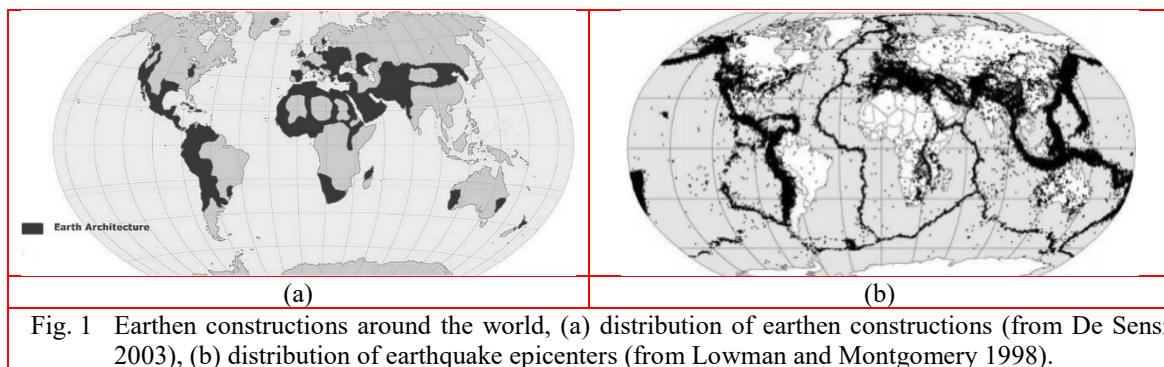 Earth Architecture
(a)
(b)
Fig. 1 Earthen constructions around the world, (a) distribution of earthen constructions (from De Sensi
2003), (b) distribution of earthquake epicenters (from Lowman and Montgomery 1998).